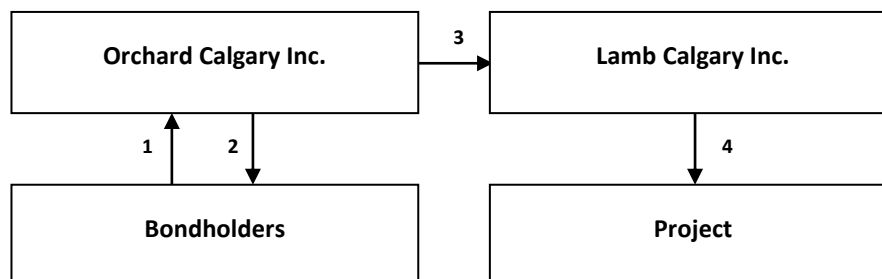 Orchard Calgary Inc.
3
Lamb Calgary Inc.
1
2
4
Bondholders
Project